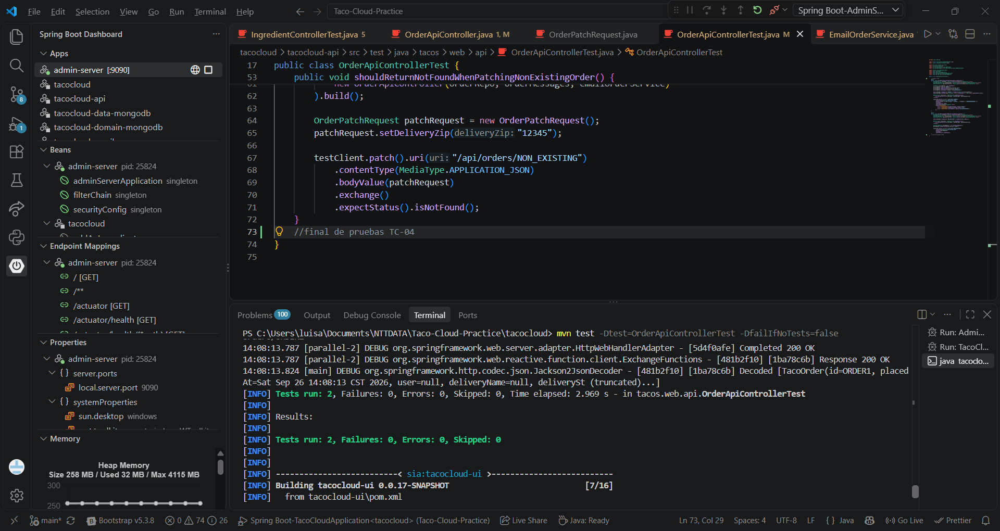 File Edit Selection View Go Run Terminal Help
Taco-Cloud-Practice
Spring Boot-AdminS...
Spring Boot Dashboard
Apps
admin-server [:9090]
tacocloud
tacocloud-api
tacocloud-data-mongodb
tacocloud-domain-mongodb
8
1
Beans
admin-server pid: 25824
adminServerApplication singleton
filterChain singleton
securityConfig singleton
tacocloud
Endpoint Mappings
admin-server pid: 25824
/ [GET]
/**
/actuator [GET]
/actuator/health [GET]
Properties
admin-server pid: 25824
{ } server.ports
local.server.port 9090
{ } systemProperties
sun.desktop windows
Memory
Heap Memory
Size 258 MB / Used 32 MB / Max 4115 MB
300
250
IngredientControllerTest.java 5
OrderApiController.java 1, M
OrderPatchRequest.java
OrderApiControllerTest.java M
EmailOrderService.java
tacocloud > tacocloud-api > src > test > java > tacos > web > api > OrderApiControllerTest.java > OrderApiControllerTest
17 public class OrderApiControllerTest {
53 public void shouldReturnNotFoundWhenPatchingNonExistingOrder() {
61 new OrderApiController(orderRepo, orderMessages, emailOrderService)
62 ).build();
63
64 OrderPatchRequest patchRequest = new OrderPatchRequest();
65 patchRequest.setDeliveryZip(deliveryZip: "12345");
66
67 testClient.patch().uri(uri: "/api/orders/NON_EXISTING")
68 .contentType(MediaType.APPLICATION_JSON)
69 .bodyValue(patchRequest)
70 .exchange()
71 .expectStatus().isNotFound();
72 }
73 //final de pruebas TC-04
74 }
75
Problems 100 Output Debug Console Terminal Ports
PS C:\Users\luisa\Documents\NTTDATA\Taco-Cloud-Practice\tacocloud> mvn test -Dtest=OrderApiControllerTest -DfailIfNoTests=false
14:08:13.787 [parallel-2] DEBUG org.springframework.web.server.adapter.HttpWebHandlerAdapter - [5d4f0afe] Completed 200 OK
14:08:13.787 [parallel-2] DEBUG org.springframework.web.reactive.function.client.ExchangeFunctions - [481b2f10] [1ba78c6b] Response 200 OK
14:08:13.824 [main] DEBUG org.springframework.http.codec.json.Jackson2JsonDecoder - [481b2f10] [1ba78c6b] Decoded [TacoOrder(id=ORDER1, placed
At=Sat Sep 26 14:08:13 CST 2026, user=null, deliveryName=null, deliverySt (truncated)...]
[INFO] Tests run: 2, Failures: 0, Errors: 0, Skipped: 0, Time elapsed: 2.969 s - in tacos.web.api.OrderApiControllerTest
[INFO]
[INFO] Results:
[INFO]
[INFO] Tests run: 2, Failures: 0, Errors: 0, Skipped: 0
[INFO]
[INFO]
[INFO] --------------------------< sia:tacocloud-ui >--------------------------
[INFO] Building tacocloud-ui 0.0.17-SNAPSHOT [7/16]
[INFO] from tacocloud-ui\pom.xml
Run: Admi...
Run: TacoCl...
java tacoclo...
main* Bootstrap v5.3.8 0 74 26 Spring Boot-TacoCloudApplication<tacocloud> (Taco-Cloud-Practice) Live Share Java: Ready Ln 73, Col 29 Spaces: 4 UTF-8 LF { } Java Go Live Prettier